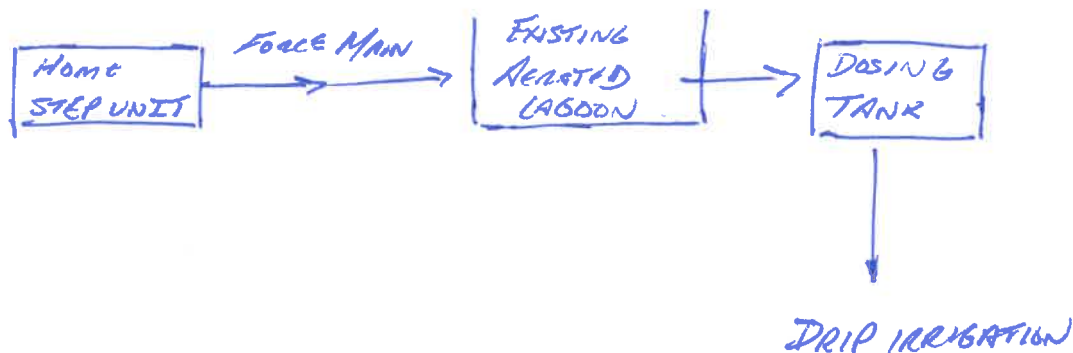 HOME
STEP UNIT
FORCE MAIN
EXISTING
AERATED
LAGOON
DOSING
TANK
DRIP IRRIGATION